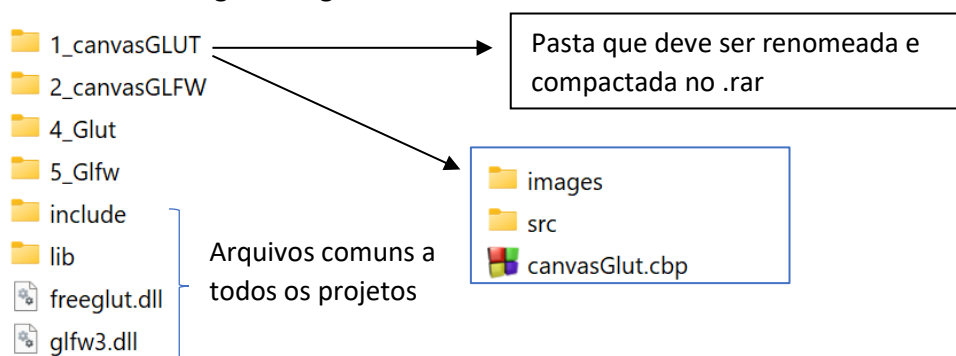 1_canvasGLUT
Pasta que deve ser renomeada e
compactada no .rar
2_canvasGLFW
4_Glut
5_Glfw
include
lib
freeglut.dll
glfw3.dll
Arquivos comuns a
todos os projetos
images
src
canvasGlut.cbp